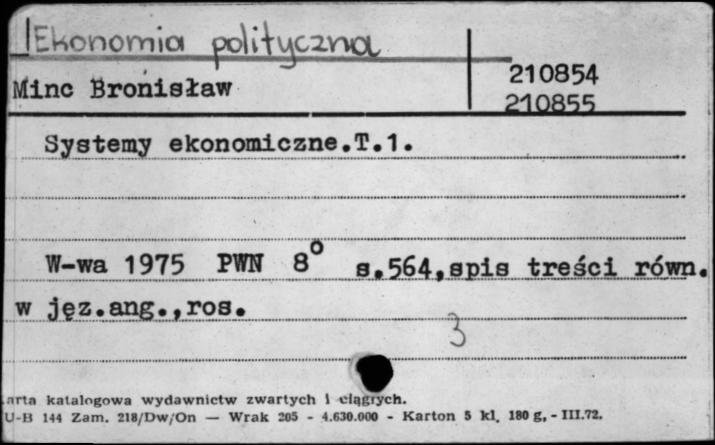 Ekonomia polityczna
210854
Minc Bronisław
210855
Systemy ekonomiczne.T.1.
W-wa 1975 PWN 8° s.564,spis treści równ.
w jęz.ang.,ros.
3
arta katalogowa wydawnictw zwartych i ciągłych.
U-B 144 Zam. 218/Dw/On — Wrak 205 - 4.630.000 - Karton 5 kl. 180 g, - III.72.